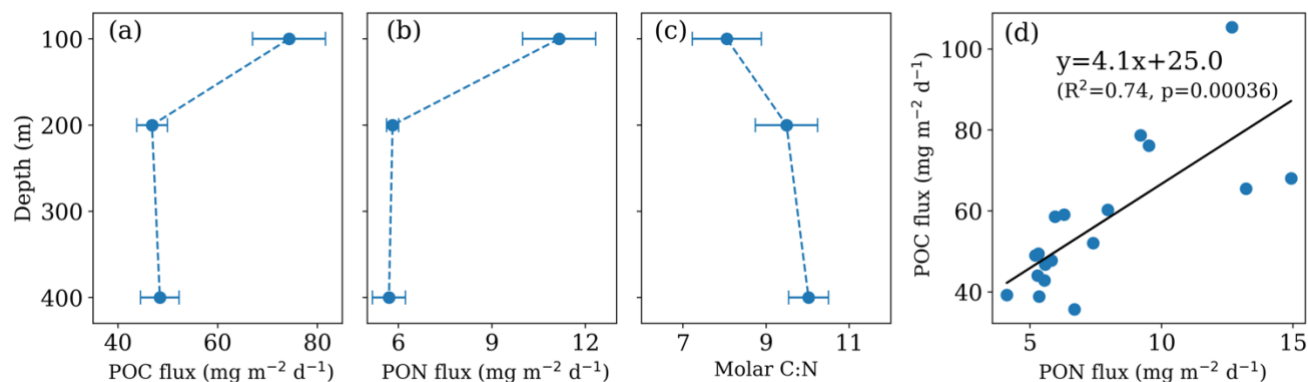 (a)
100
200
300
400
Depth (m)
40 60 80
POC flux (mg m⁻² d⁻¹)
(b)
6 9 12
PON flux (mg m⁻² d⁻¹)
(c)
7 9 11
Molar C:N
(d)
y=4.1x+25.0
(R²=0.74, p=0.00036)
100
80
60
40
POC flux (mg m⁻² d⁻¹)
5 10 15
PON flux (mg m⁻² d⁻¹)